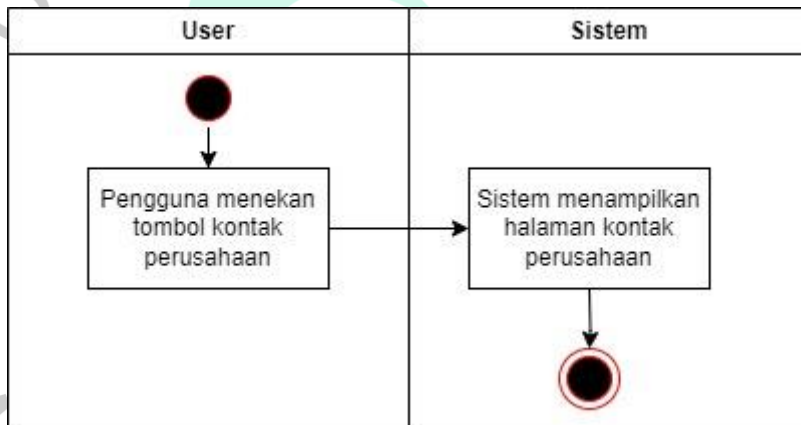 User
Sistem
Pengguna menekan
tombol kontak
perusahaan
Sistem menampilkan
halaman kontak
perusahaan